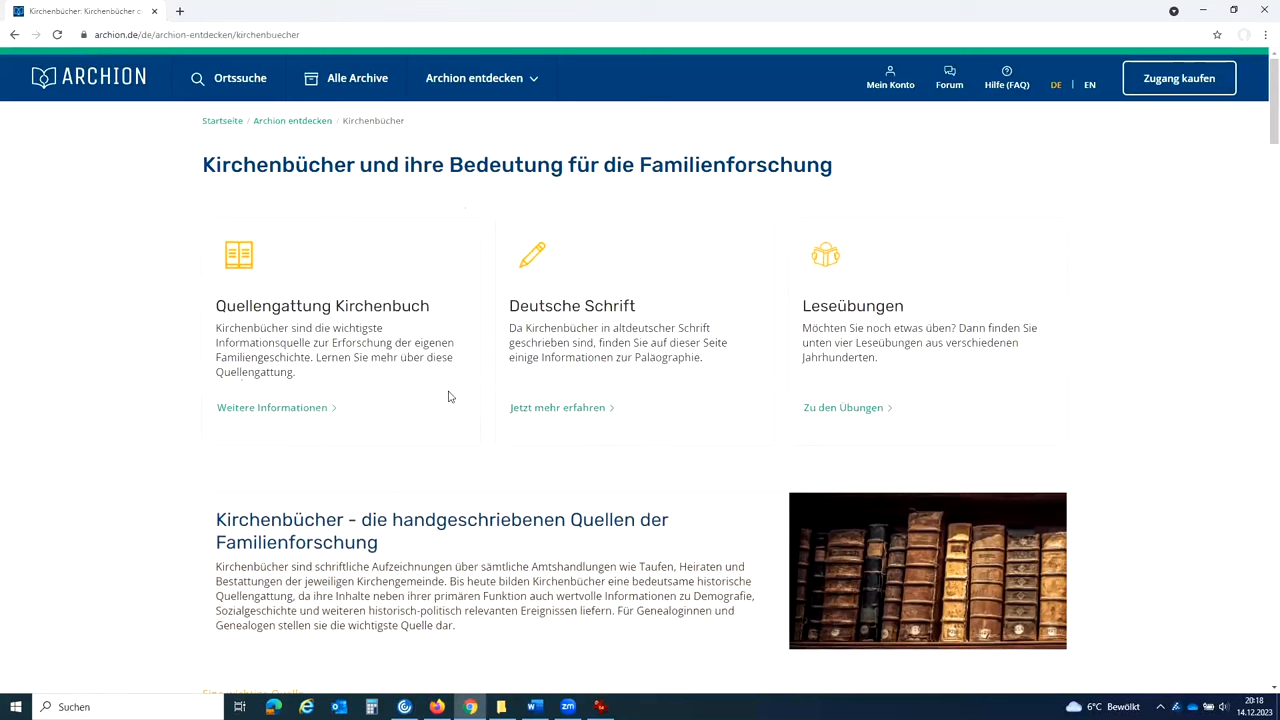 Kirchenbücher: Kirchenbücher c
archion.de/de/archion-entdecken/kirchenbuecher
ARCHION
Ortssuche
Alle Archive
Archion entdecken
Mein Konto
Forum
Hilfe (FAQ)
DE | EN
Zugang kaufen
Startseite / Archion entdecken / Kirchenbücher
Kirchenbücher und ihre Bedeutung für die Familienforschung
Quellengattung Kirchenbuch
Kirchenbücher sind die wichtigste
Informationsquelle zur Erforschung der eigenen
Familiengeschichte. Lernen Sie mehr über diese
Quellengattung.
Weitere Informationen
Deutsche Schrift
Da Kirchenbücher in altdeutscher Schrift
geschrieben sind, finden Sie auf dieser Seite
einige Informationen zur Paläographie.
Jetzt mehr erfahren
Leseübungen
Möchten Sie noch etwas üben? Dann finden Sie
unten vier Leseübungen aus verschiedenen
Jahrhunderten.
Zu den Übungen
Kirchenbücher - die handgeschriebenen Quellen der
Familienforschung
Kirchenbücher sind schriftliche Aufzeichnungen über sämtliche Amtshandlungen wie Taufen, Heiraten und
Bestattungen der jeweiligen Kirchengemeinde. Bis heute bilden Kirchenbücher eine bedeutsame historische
Quellengattung, da ihre Inhalte neben ihrer primären Funktion auch wertvolle Informationen zu Demografie,
Sozialgeschichte und weiteren historisch-politisch relevanten Ereignissen liefern. Für Genealoginnen und
Genealogen stellen sie die wichtigste Quelle dar.
Eine wichtige Quelle
Suchen
6°C Bewölkt
20:18
14.12.2023